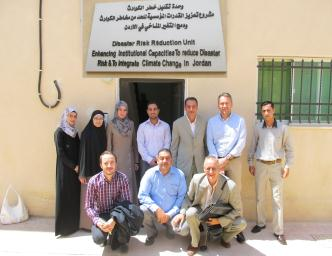 وحدة تقليل خطر الكوارث
مشروع تعزيز القدرات المؤسسية للحد من مخاطر الكوارث
ودمج التغير المناخي في الاردن
Disaster Risk Reduction Unit
Enhancing Institutional Capacities To reduce Disaster
Risk & To Integrate Climate Change in Jordan